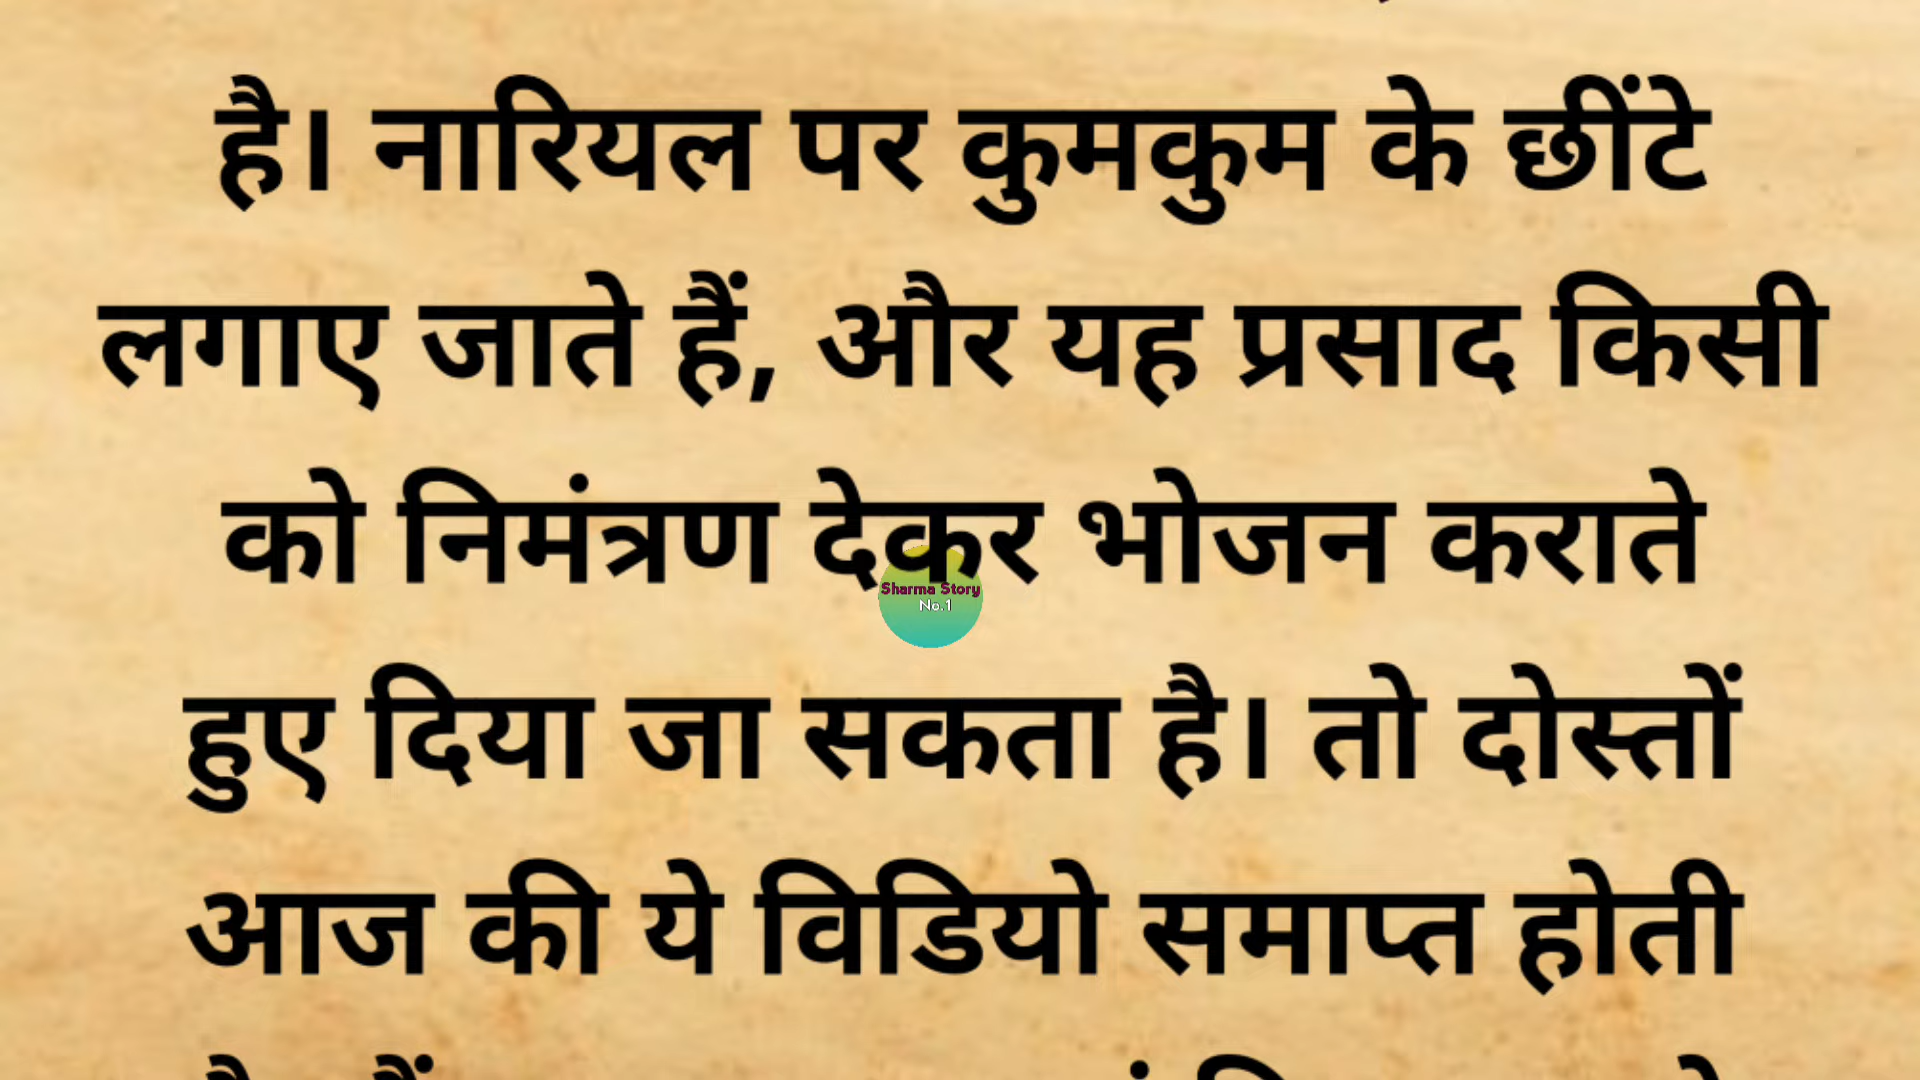 है। नारियल पर कुमकुम के छींटे
लगाए जाते हैं, और यह प्रसाद किसी
को निमंत्रण देकर भोजन कराते
Sharma Story
No.1
हुए दिया जा सकता है। तो दोस्तों
आज की ये विडियो समाप्त होती